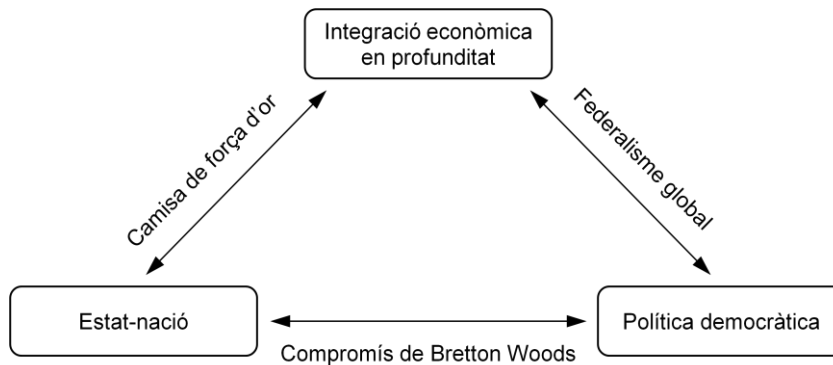 Integració econòmica
en profunditat
Camisa de força d'or
Federalisme global
Estat-nació
Política democràtica
Compromís de Bretton Woods